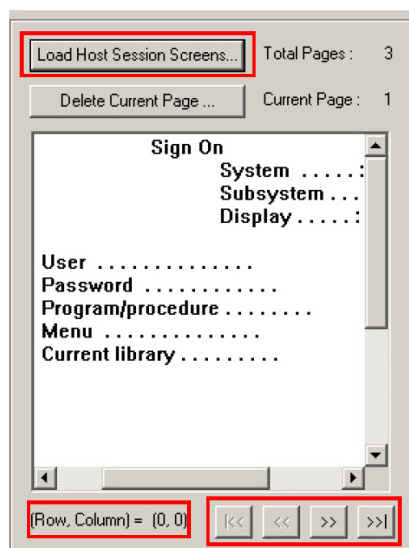 Load Host Session Screens... Total Pages : 3
Delete Current Page ... Current Page : 1
Sign On
System . . . . . :
Subsystem . . .
Display . . . . . :
User . . . . . . . . . . . . . .
Password . . . . . . . . . . . .
Program/procedure . . . . . . . .
Menu . . . . . . . . . . . . . .
Current library . . . . . . . . .
(Row, Column) = (0, 0) |<< << >> >>|